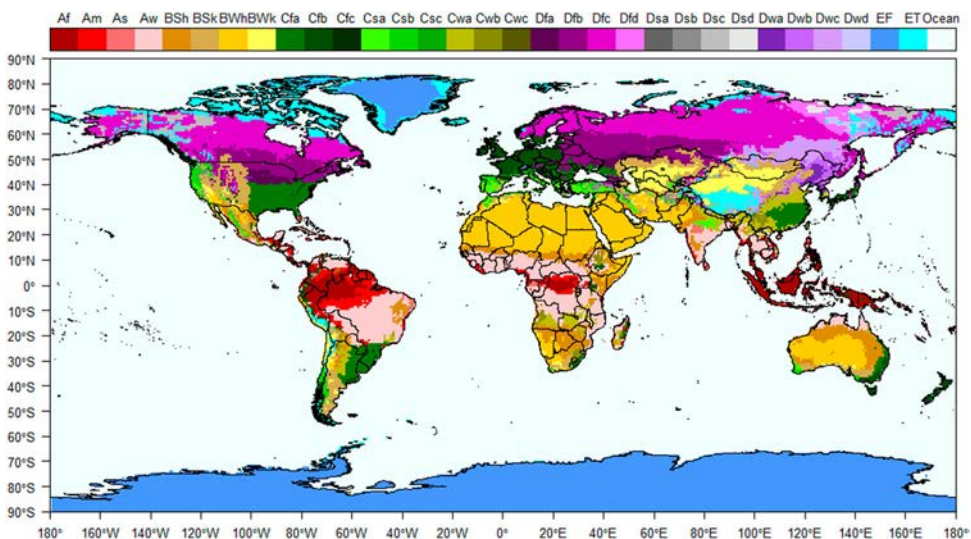 Af Am As Aw BSh BSk BWh BWk Cfa Cfb Cfc Csa Csb Csc Cwa Cwb Cwc Dfa Dfb Dfc Dfd Dsa Dsb Dsc Dsd Dwa Dwb Dwc Dwd EF ET Ocean
90°N
80°N
70°N
60°N
50°N
40°N
30°N
20°N
10°N
0°
10°S
20°S
30°S
40°S
50°S
60°S
70°S
80°S
90°S
180° 160°W 140°W 120°W 100°W 80°W 60°W 40°W 20°W 0° 20°E 40°E 60°E 80°E 100°E 120°E 140°E 160°E 180°